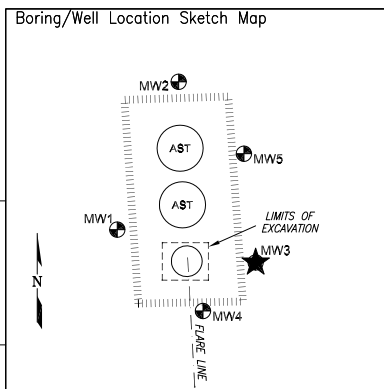 Boring/Well Location Sketch Map
MW2
AST
MW5
AST
LIMITS OF
EXCAVATION
MW1
MW3
N
MW4
FLARE LINE